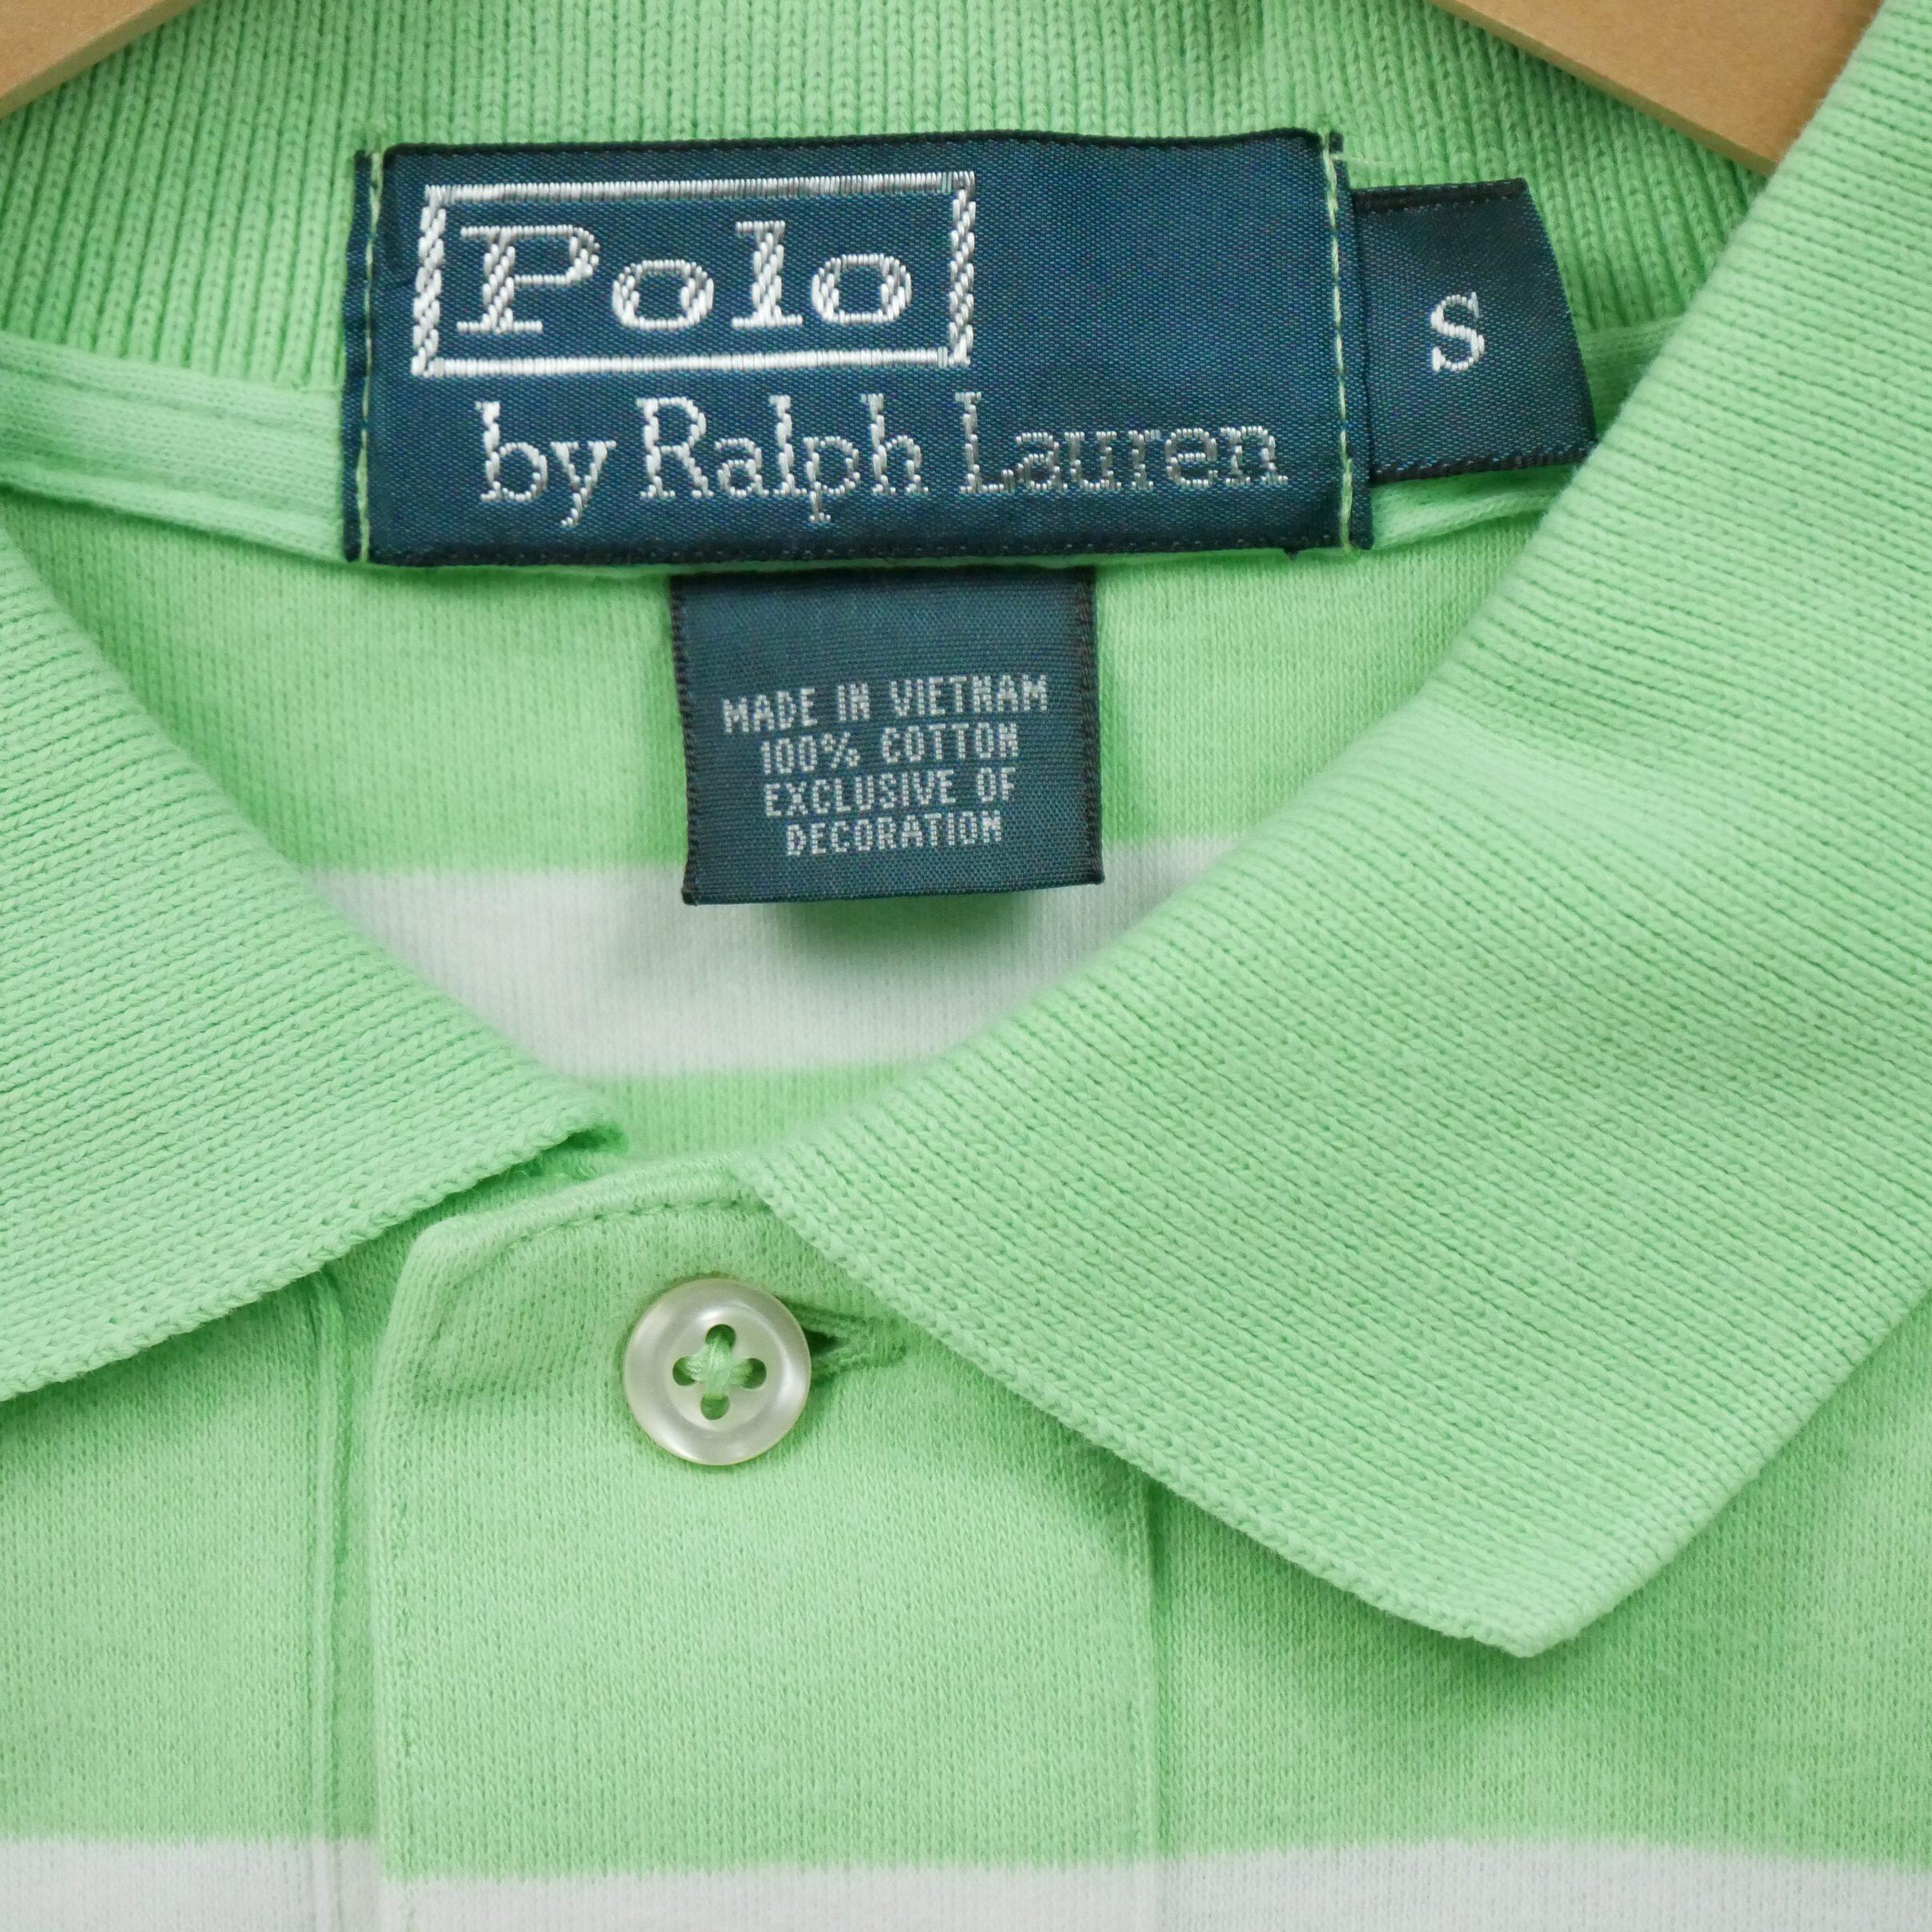 Polo
by Ralph Lauren
S
MADE IN VIETNAM
100% COTTON
EXCLUSIVE OF
DECORATION